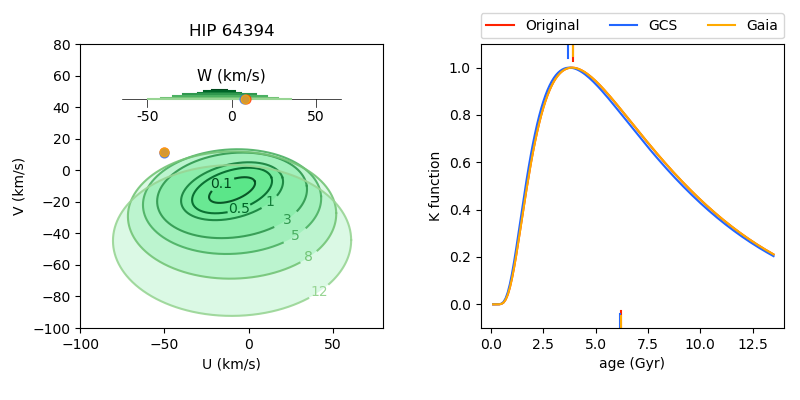 HIP 64394
V (km/s)
80
60
40
20
0
−20
−40
−60
−80
−100
W (km/s)
-50 0 50
0.1
0.5
1
3
5
8
12
−100 −50 0 50
U (km/s)
Original GCS Gaia
K function
1.0
0.8
0.6
0.4
0.2
0.0
0.0 2.5 5.0 7.5 10.0 12.5
age (Gyr)